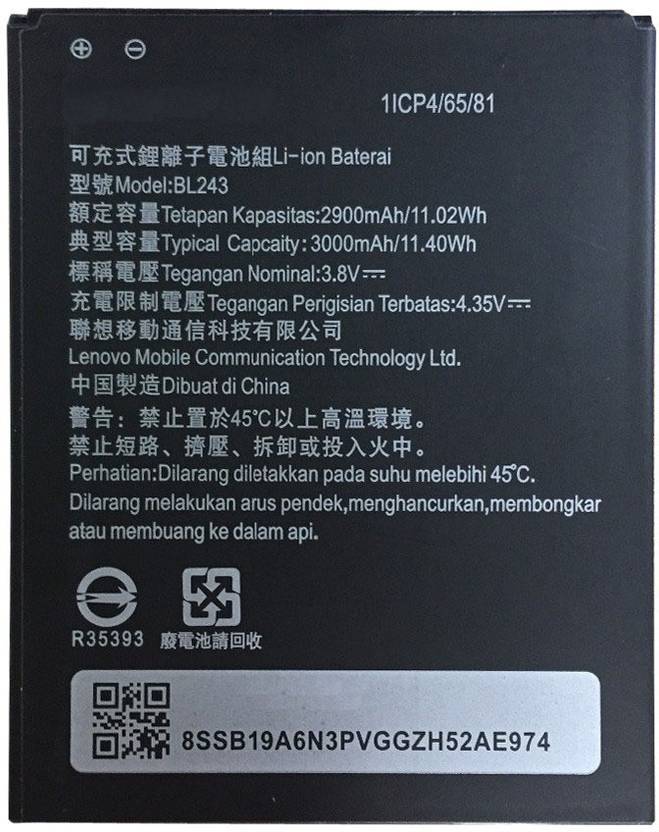 1ICP4/65/81
可充式鋰離子電池組Li-ion Baterai
型號Model:BL243
額定容量Tetapan Kapasitas:2900mAh/11.02Wh
典型容量Typical Capcaity: 3000mAh/11.40Wh
標稱電壓Tegangan Nominal:3.8V⎓
充電限制電壓Tegangan Perigisian Terbatas:4.35V⎓
聯想移動通信科技有限公司
Lenovo Mobile Communication Technology Ltd.
中国製造Dibuat di China
警告：禁止置於45℃以上高溫環境。
禁止短路、擠壓、拆卸或投入火中。
Perhatian:Dilarang diletakkan pada suhu melebihi 45℃.
Dilarang melakukan arus pendek,menghancurkan,membongkar
atau membuang ke dalam api.
R35393 廢電池請回收
8SSB19A6N3PVGGZH52AE974